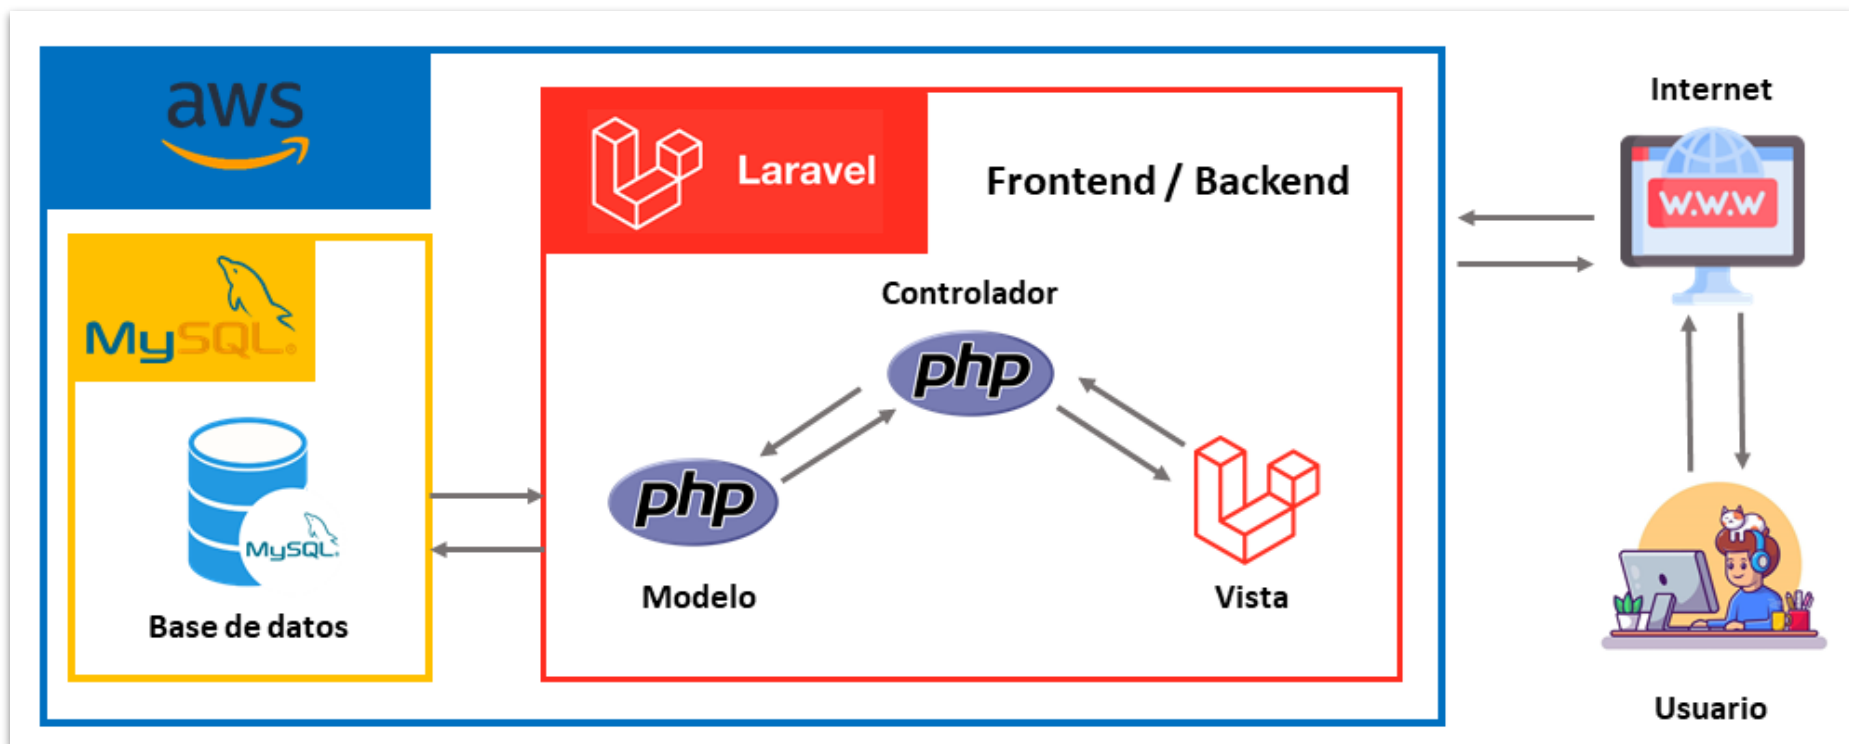 aws
Laravel
Frontend / Backend
Internet
W.W.W
MySQL®
Controlador
php
php
MySQL®
Modelo
Vista
Base de datos
Usuario